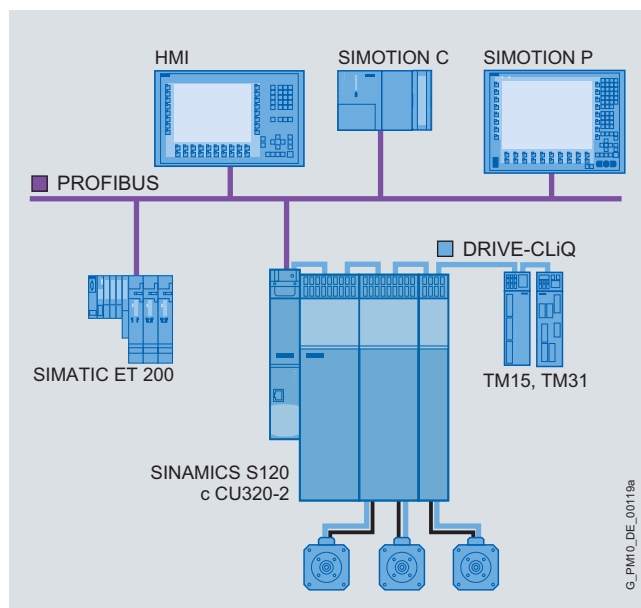 HMI
SIMOTION C
SIMOTION P
PROFIBUS
DRIVE-CLiQ
SIMATIC ET 200
TM15, TM31
SINAMICS S120
c CU320-2
G_PM10_DE_00119a